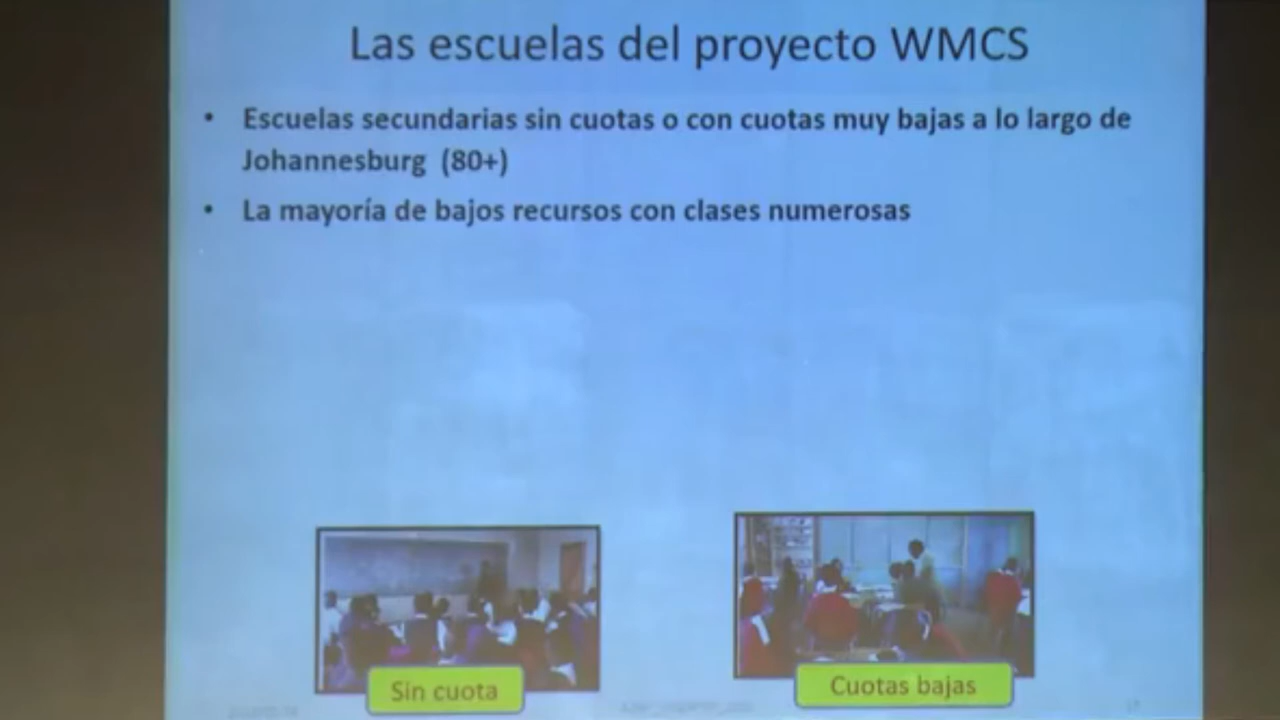 Las escuelas del proyecto WMCS
• Escuelas secundarias sin cuotas o con cuotas muy bajas a lo largo de
Johannesburg (80+)
• La mayoría de bajos recursos con clases numerosas
Sin cuota
Cuotas bajas